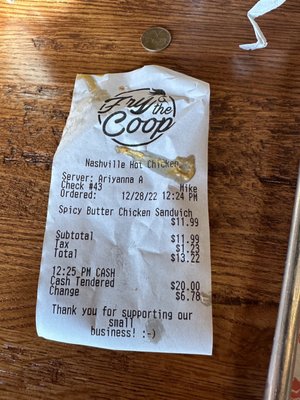 Fry the
Coop
Nashville Hot Chicken
Server: Ariyanna A
Check #43 Mike
Ordered: 12/28/22 12:24 PM
Spicy Butter Chicken Sandwich
$11.99
Subtotal $11.99
Tax $1.23
Total $13.22
12:25 PM CASH
Cash Tendered $20.00
Change $6.78
Thank you for supporting our
small
business! :-)